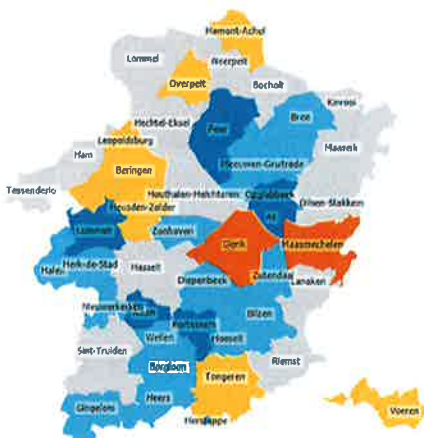 Hamont-Achel
Lommel
Neerpelt
Overpelt
Bocholt
Kinrooi
Hechtel-Eksel
Peer
Bree
Leopoldsburg
Maaseik
Ham
Meeuwen-Gruitrode
Beringen
Tessenderlo
Houthalen-Helchteren
Opglabbeek
Dilsen-Stokkem
Heusden-Zolder
As
Lummen
Zonhoven
Genk
Maasmechelen
Halen
Herk-de-Stad
Hasselt
Diepenbeek
Zutendaal
Lanaken
Nieuwerkerken
Alken
Kortessem
Bilzen
Wellen
Hoeselt
Sint-Truiden
Borgloon
Riemst
Tongeren
Gingelom
Heers
Voeren
Herstappe